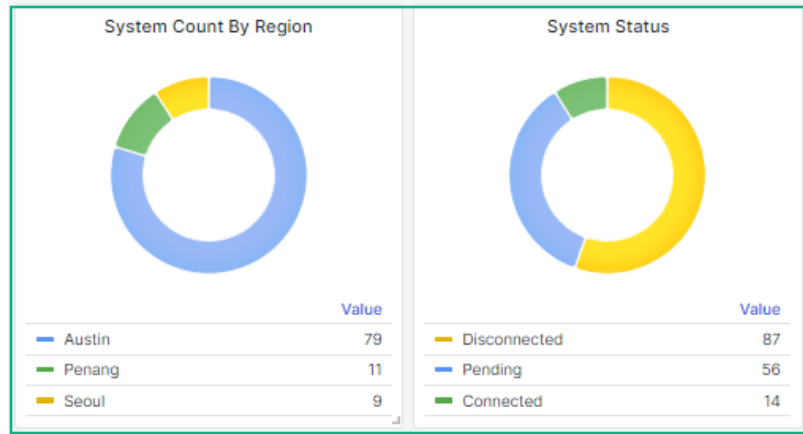 System Count By Region
Value
Austin 79
Penang 11
Seoul 9
System Status
Value
Disconnected 87
Pending 56
Connected 14